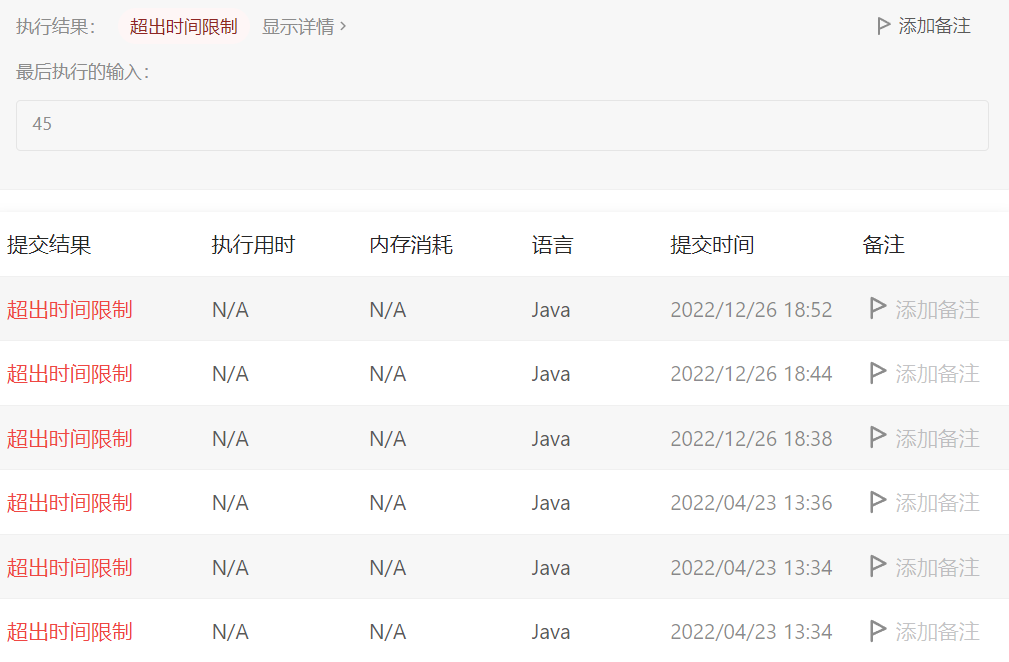 执行结果： 超出时间限制 显示详情 › 添加备注
最后执行的输入：
45
提交结果 执行用时 内存消耗 语言 提交时间 备注
超出时间限制 N/A N/A Java 2022/12/26 18:52 添加备注
超出时间限制 N/A N/A Java 2022/12/26 18:44 添加备注
超出时间限制 N/A N/A Java 2022/12/26 18:38 添加备注
超出时间限制 N/A N/A Java 2022/04/23 13:36 添加备注
超出时间限制 N/A N/A Java 2022/04/23 13:34 添加备注
超出时间限制 N/A N/A Java 2022/04/23 13:34 添加备注